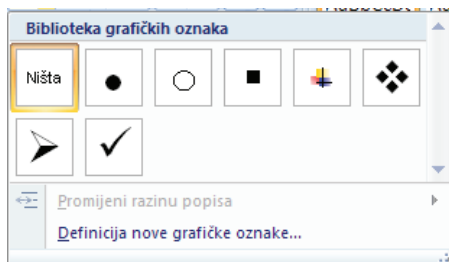 Biblioteka grafičkih oznaka
Ništa
Promijeni razinu popisa
Definicija nove grafičke oznake...